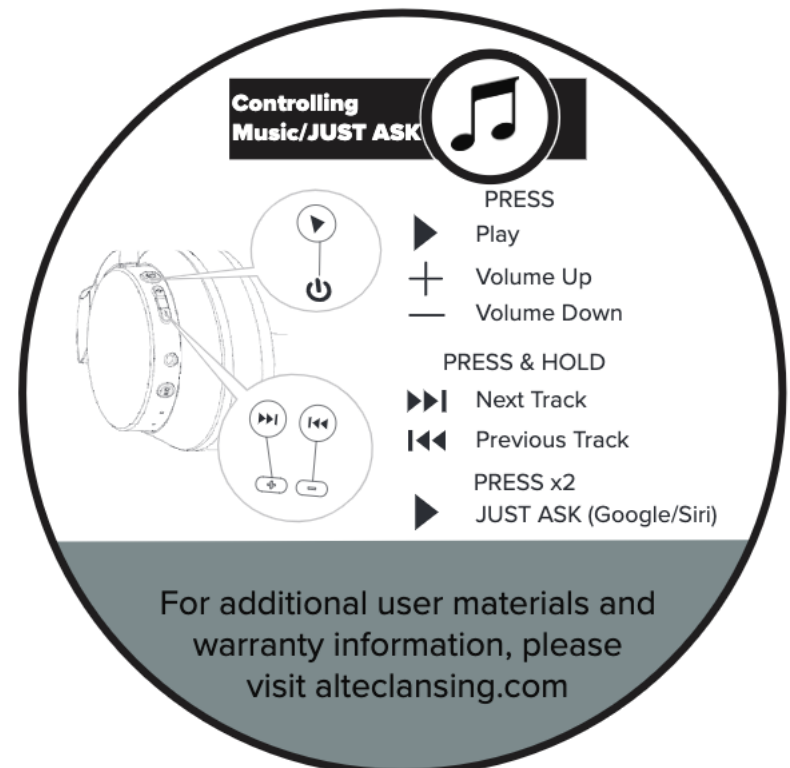 Controlling
Music/JUST ASK
PRESS
Play
Volume Up
Volume Down
PRESS & HOLD
Next Track
Previous Track
PRESS x2
JUST ASK (Google/Siri)
For additional user materials and
warranty information, please
visit alteclansing.com